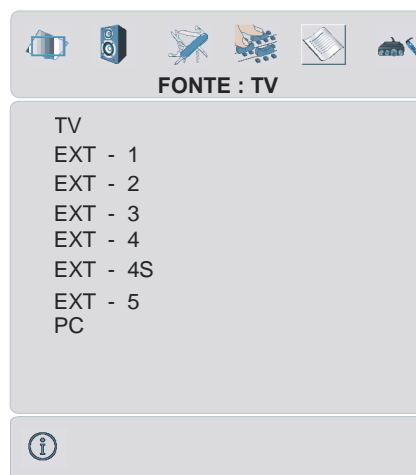 FONTE : TV
TV
EXT - 1
EXT - 2
EXT - 3
EXT - 4
EXT - 4S
EXT - 5
PC